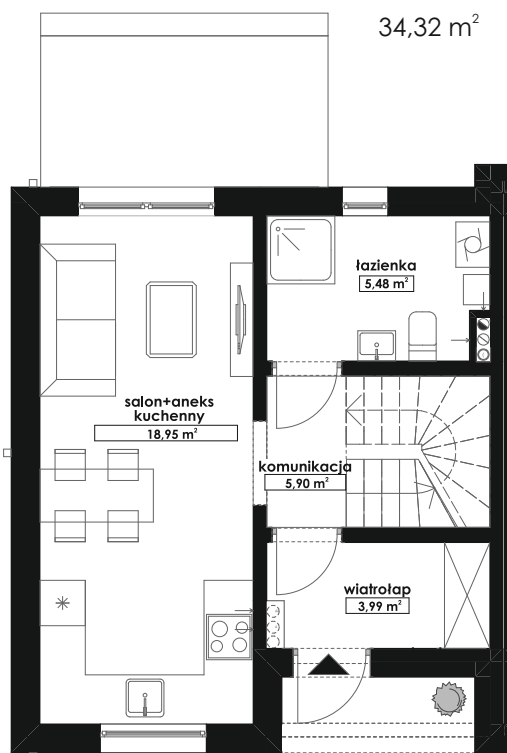 34,32 m²
łazienka
5,48 m²
salon+aneks
kuchenny
18,95 m²
komunikacja
5,90 m²
wiatrołap
3,99 m²